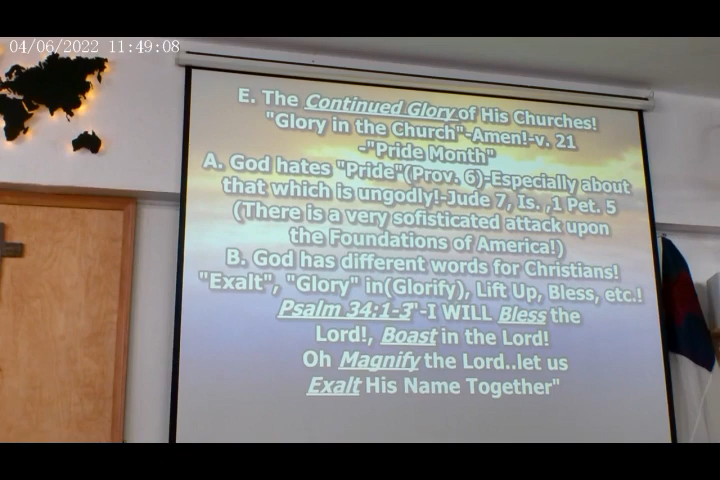 04/06/2022 11:49:08
E. The Continued Glory of His Churches!
"Glory in the Church"-Amen!-v. 21
-"Pride Month"
A. God hates "Pride"(Prov. 6)-Especially about
that which is ungodly!-Jude 7, Is. ,1 Pet. 5
(There is a very sofisticated attack upon
the Foundations of America!)
B. God has different words for Christians!
"Exalt", "Glory" in(Glorify), Lift Up, Bless, etc.!
Psalm 34:1-3"-I WILL Bless the
Lord!, Boast in the Lord!
Oh Magnify the Lord..let us
Exalt His Name Together"